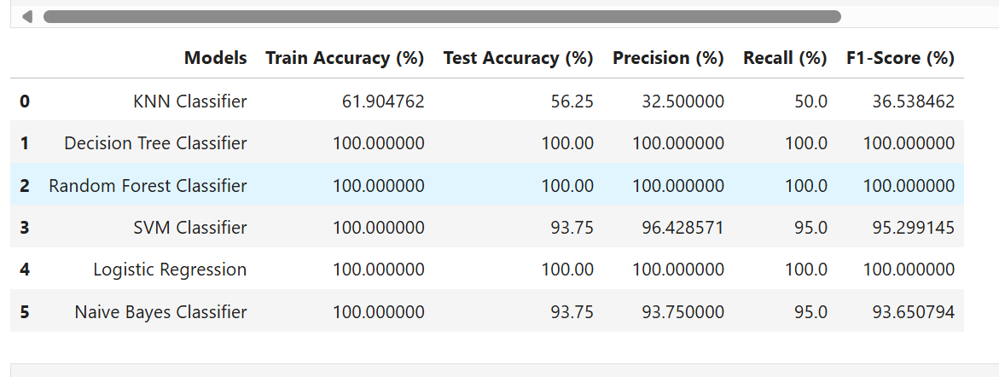 Models Train Accuracy (%) Test Accuracy (%) Precision (%) Recall (%) F1-Score (%)
0 KNN Classifier 61.904762 56.25 32.500000 50.0 36.538462
1 Decision Tree Classifier 100.000000 100.00 100.000000 100.0 100.000000
2 Random Forest Classifier 100.000000 100.00 100.000000 100.0 100.000000
3 SVM Classifier 100.000000 93.75 96.428571 95.0 95.299145
4 Logistic Regression 100.000000 100.00 100.000000 100.0 100.000000
5 Naive Bayes Classifier 100.000000 93.75 93.750000 95.0 93.650794